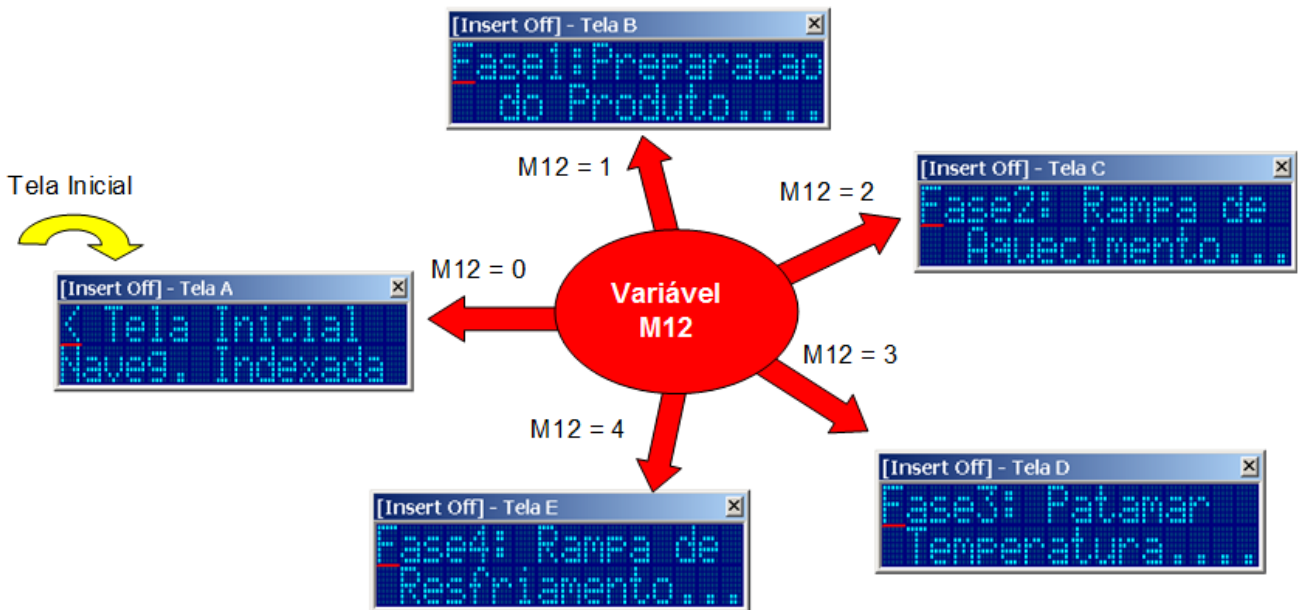 [Insert Off] - Tela B
Fase1:Preparacao
do Produto....
M12 = 1
[Insert Off] - Tela C
Fase2: Rampa de
Aquecimento...
M12 = 2
Tela Inicial
M12 = 0
[Insert Off] - Tela A
< Tela Inicial
Naveg. Indexada
Variável
M12
M12 = 3
M12 = 4
[Insert Off] - Tela D
Fase3: Patamar
Temperatura....
[Insert Off] - Tela E
Fase4: Rampa de
Resfriamento...